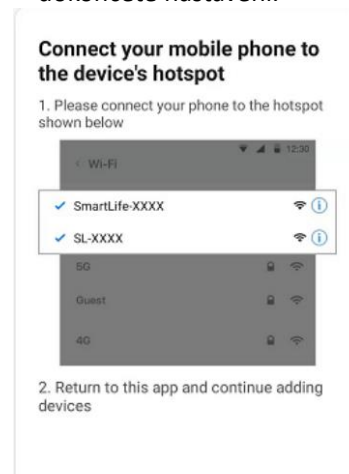 Connect your mobile phone to
the device's hotspot
1. Please connect your phone to the hotspot
shown below
12:30
Wi-Fi
SmartLife-XXXX
SL-XXXX
5G
Guest
4G
2. Return to this app and continue adding
devices